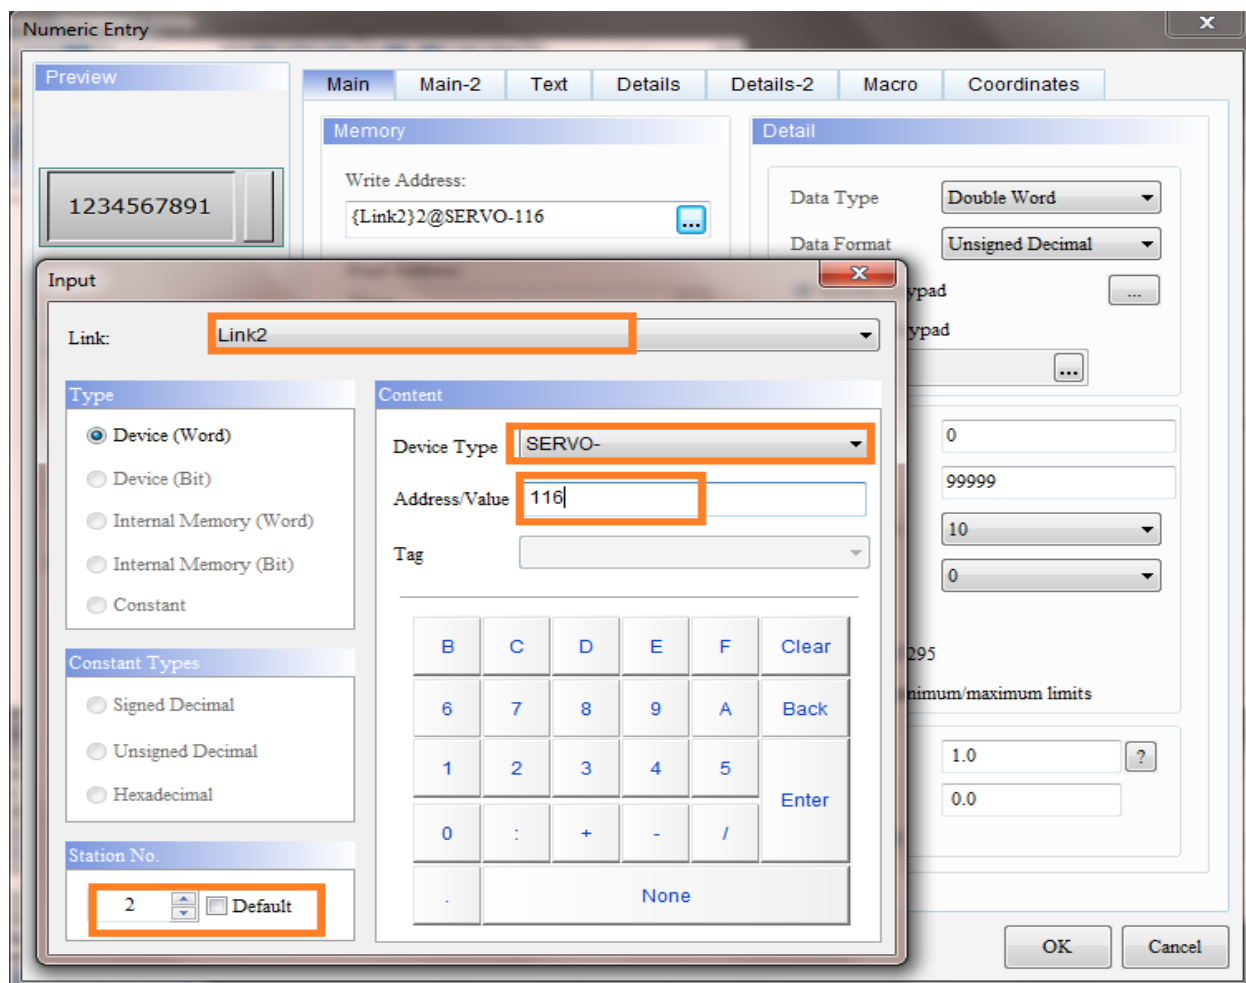 Numeric Entry
Preview
1234567891
Main Main-2 Text Details Details-2 Macro Coordinates
Memory
Write Address:
{Link2}2@SERVO-116 ...
Detail
Data Type Double Word
Data Format Unsigned Decimal
ypad ...
ypad
...
0
99999
10
0
295
nimum/maximum limits
1.0 ?
0.0
OK Cancel
Input
Link: Link2
Type
Device (Word)
Device (Bit)
Internal Memory (Word)
Internal Memory (Bit)
Constant
Constant Types
Signed Decimal
Unsigned Decimal
Hexadecimal
Station No.
2 Default
Content
Device Type SERVO-
Address/Value 116
Tag
B C D E F Clear
6 7 8 9 A Back
1 2 3 4 5
Enter
0 : + - /
. None